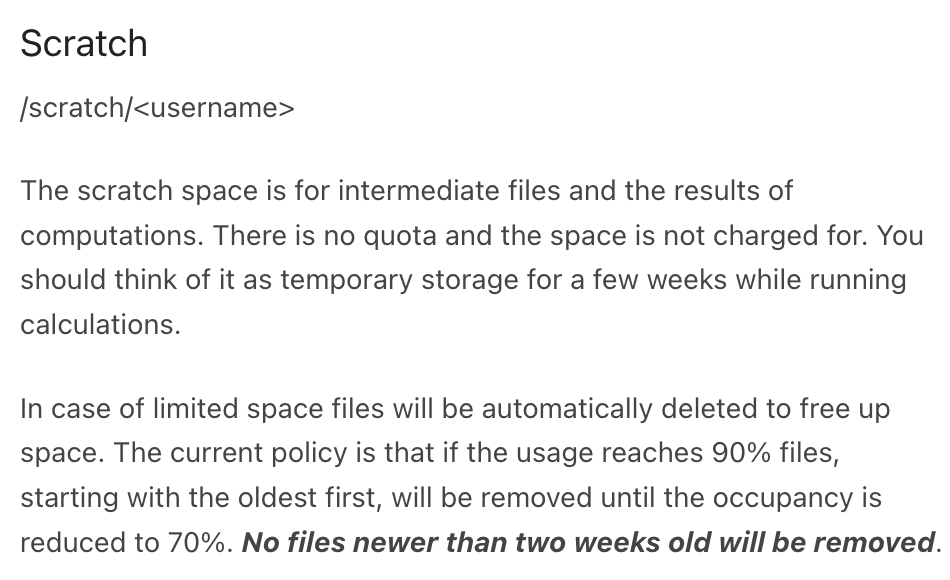 Scratch
/scratch/<username>
The scratch space is for intermediate files and the results of
computations. There is no quota and the space is not charged for. You
should think of it as temporary storage for a few weeks while running
calculations.
In case of limited space files will be automatically deleted to free up
space. The current policy is that if the usage reaches 90% files,
starting with the oldest first, will be removed until the occupancy is
reduced to 70%. No files newer than two weeks old will be removed.